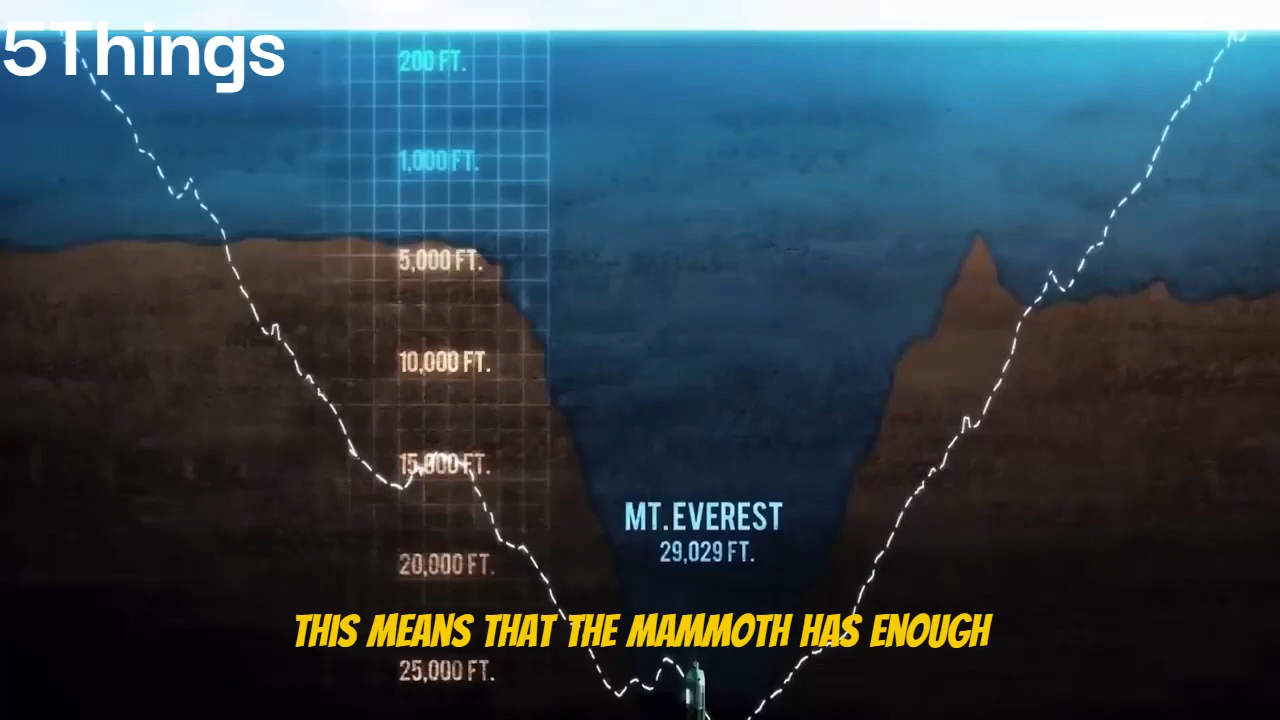 5Things
200 FT.
1,000 FT.
5,000 FT.
10,000 FT.
15,000 FT.
MT. EVEREST
29,029 FT.
20,000 FT.
THIS MEANS THAT THE MAMMOTH HAS ENOUGH
25,000 FT.